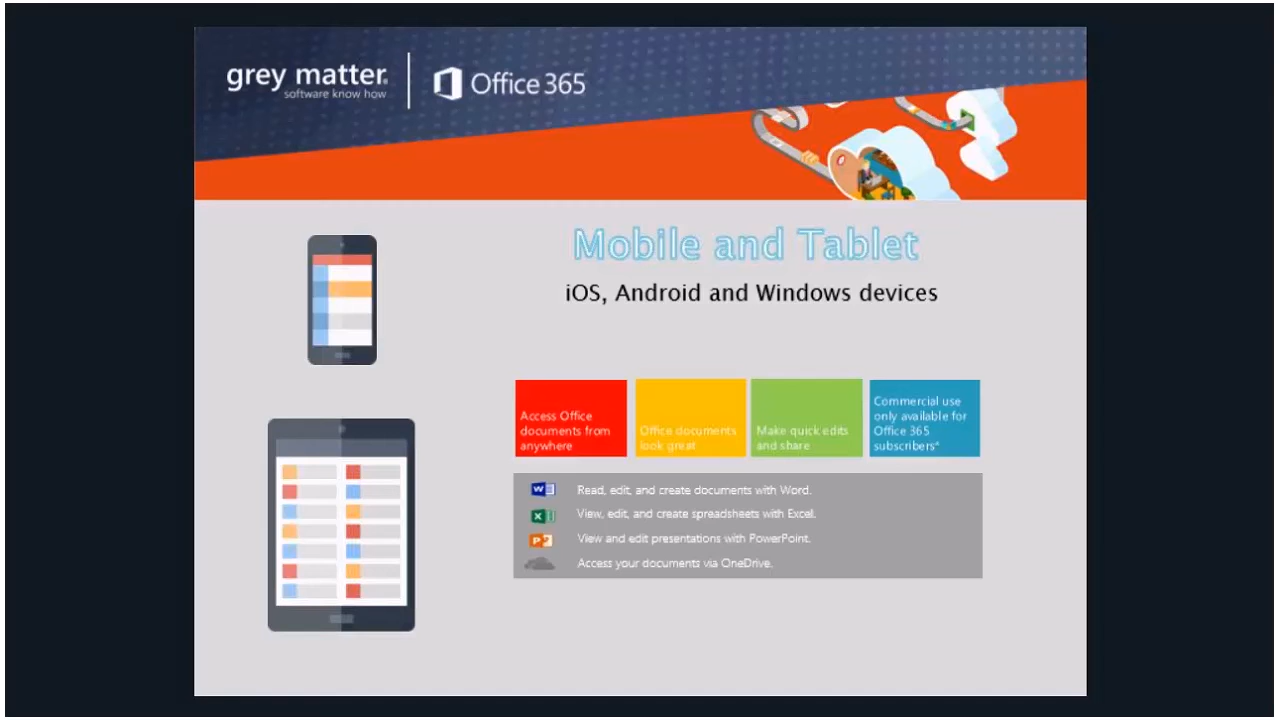 grey matter.
software know how
Office 365
Mobile and Tablet
iOS, Android and Windows devices
Access Office
documents from
anywhere
Office documents
look great
Make quick edits
and share
Commercial use
only available for
Office 365
subscribers*
Read, edit, and create documents with Word.
View, edit, and create spreadsheets with Excel.
View and edit presentations with PowerPoint.
Access your documents via OneDrive.